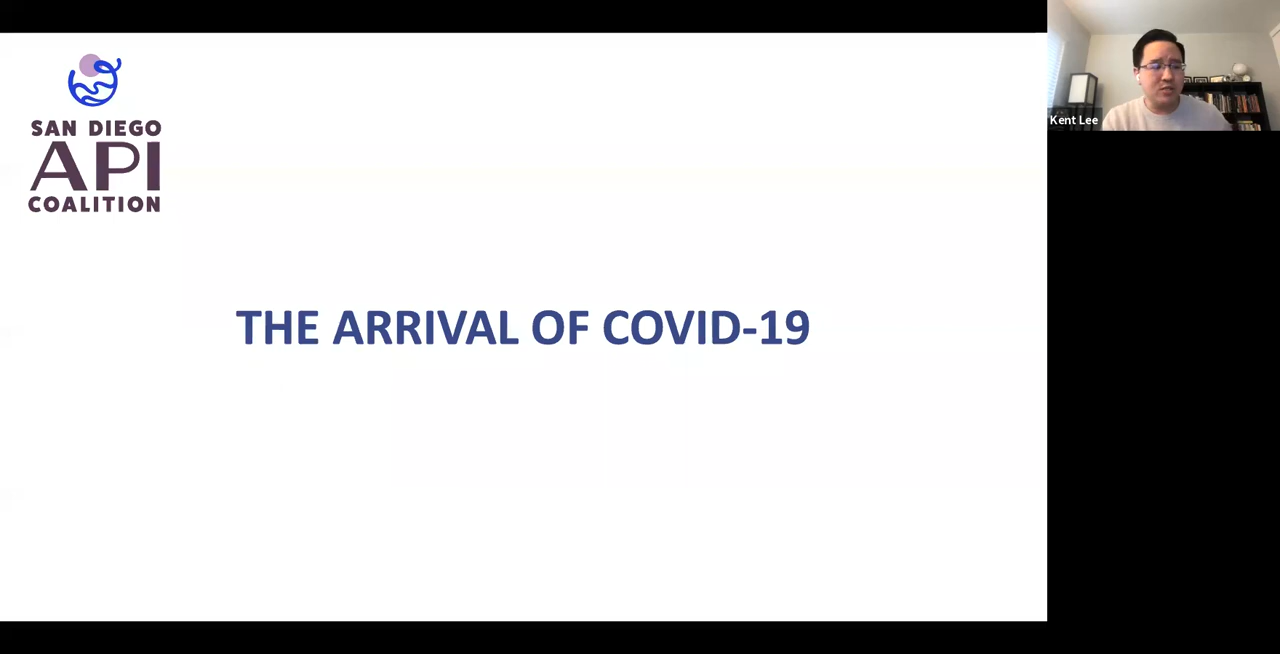 SAN DIEGO
API
COALITION
THE ARRIVAL OF COVID-19
Kent Lee